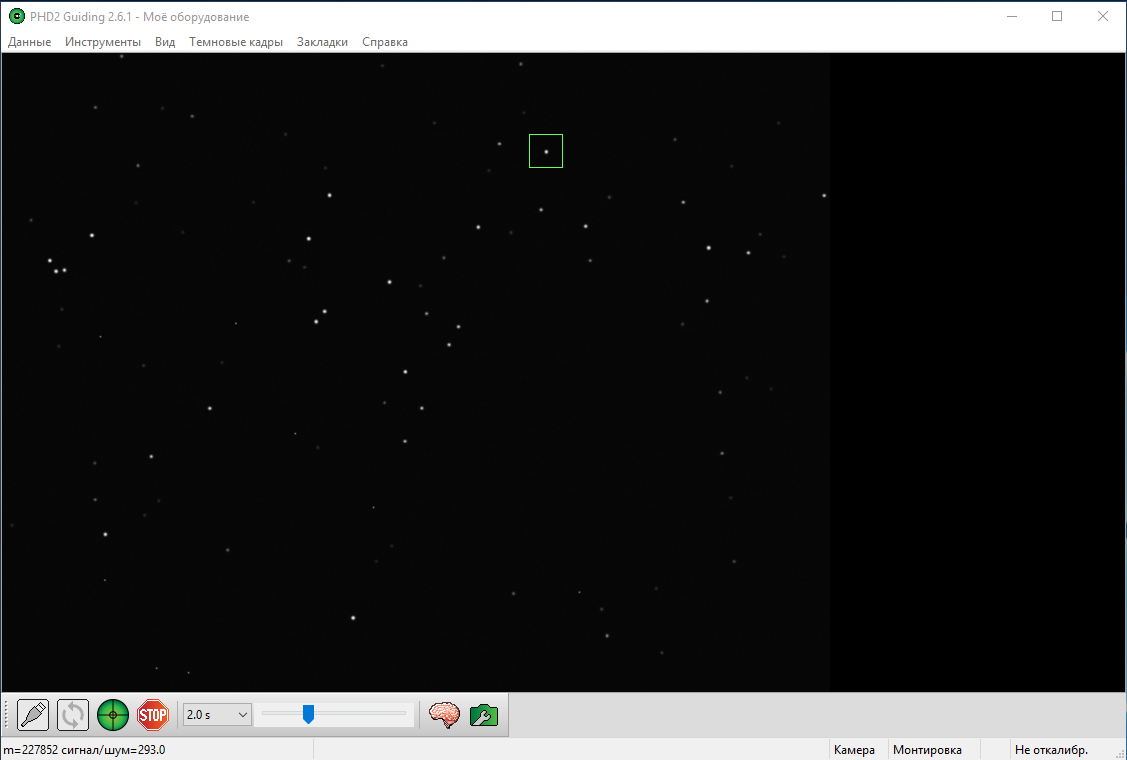 PHD2 Guiding 2.6.1 - Моё оборудование
Данные Инструменты Вид Темновые кадры Закладки Справка
STOP 2.0 s
m=227852 сигнал/шум=293.0 Камера Монтировка Не откалибр.